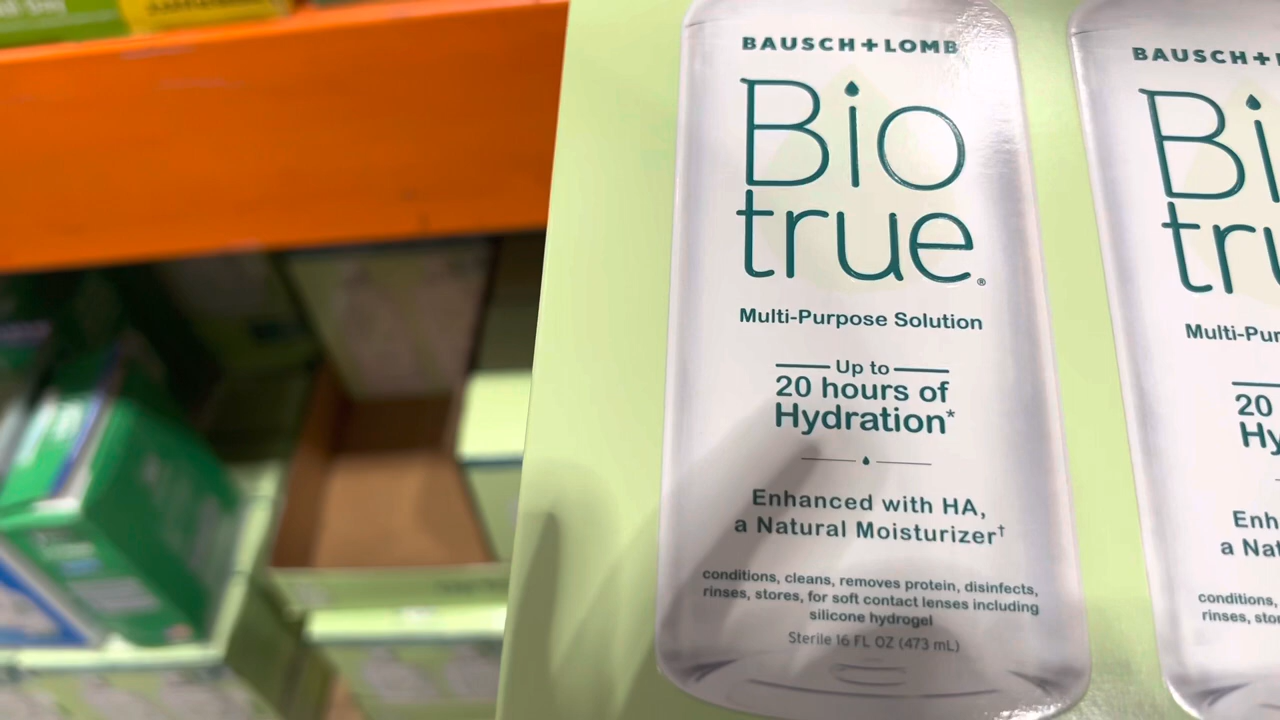 BAUSCH+LOMB
Bio
true®
Multi-Purpose Solution
Up to
20 hours of
Hydration*
Enhanced with HA,
a Natural Moisturizer†
conditions, cleans, removes protein, disinfects,
rinses, stores, for soft contact lenses including
silicone hydrogel
Sterile 16 FL OZ (473 mL)
BAUSCH+
Bi
tru
Multi-Pur
20
Hy
Enh
a Nat
conditions,
rinses, sto